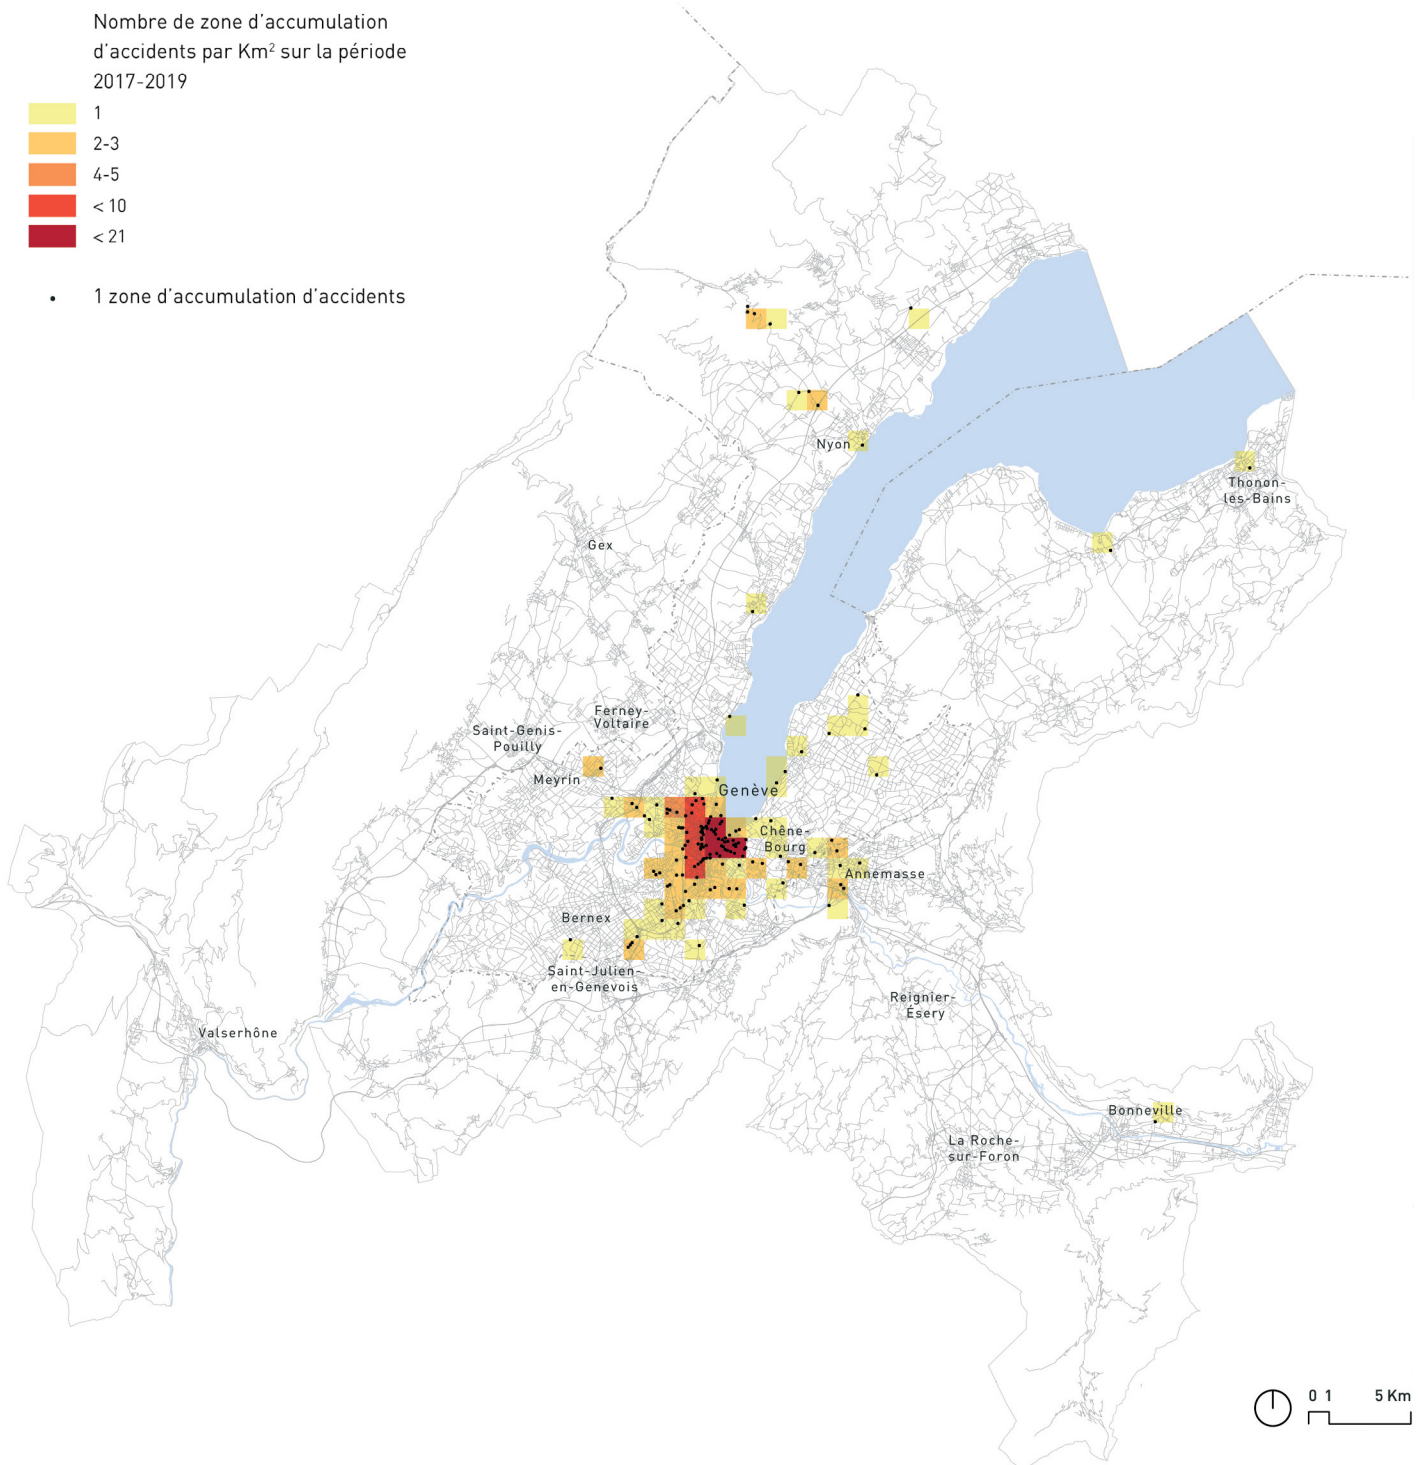 Nombre de zone d'accumulation
d'accidents par Km² sur la période
2017-2019
1
2-3
4-5
< 10
< 21
1 zone d'accumulation d'accidents
Nyon
Thonon-
les-Bains
Gex
Ferney-
Voltaire
Saint-Genis-
Pouilly
Meyrin
Genève
Chêne-
Bourg
Annemasse
Bernex
Saint-Julien-
en-Genevois
Reignier-
Ésery
Valserhône
Bonneville
La Roche-
sur-Foron
0 1 5 Km